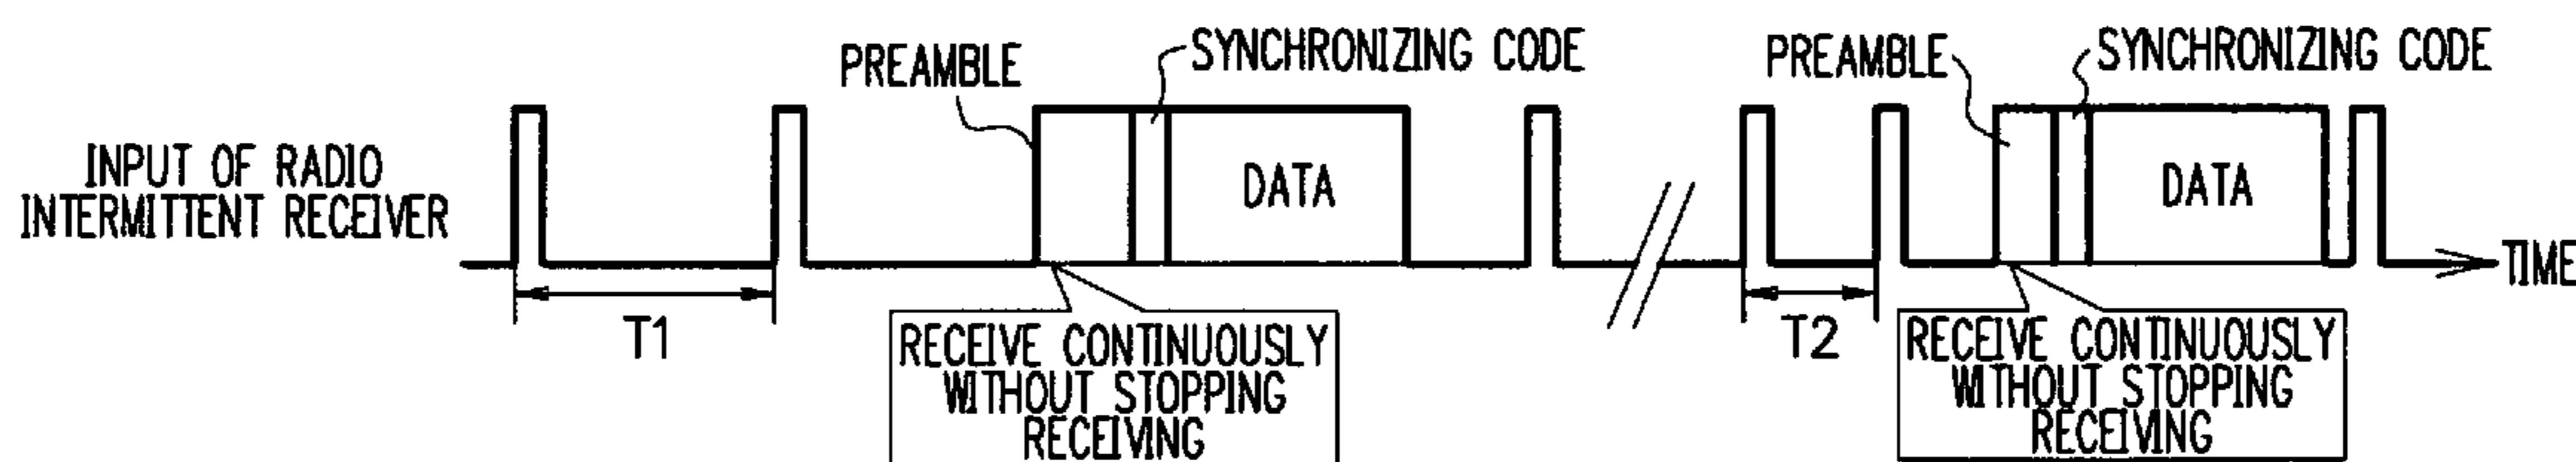 PREAMBLE
SYNCHRONIZING CODE
PREAMBLE
SYNCHRONIZING CODE
INPUT OF RADIO
INTERMITTENT RECEIVER
DATA
DATA
TIME
T1
T2
RECEIVE CONTINUOUSLY
WITHOUT STOPPING
RECEIVING
RECEIVE CONTINUOUSLY
WITHOUT STOPPING
RECEIVING